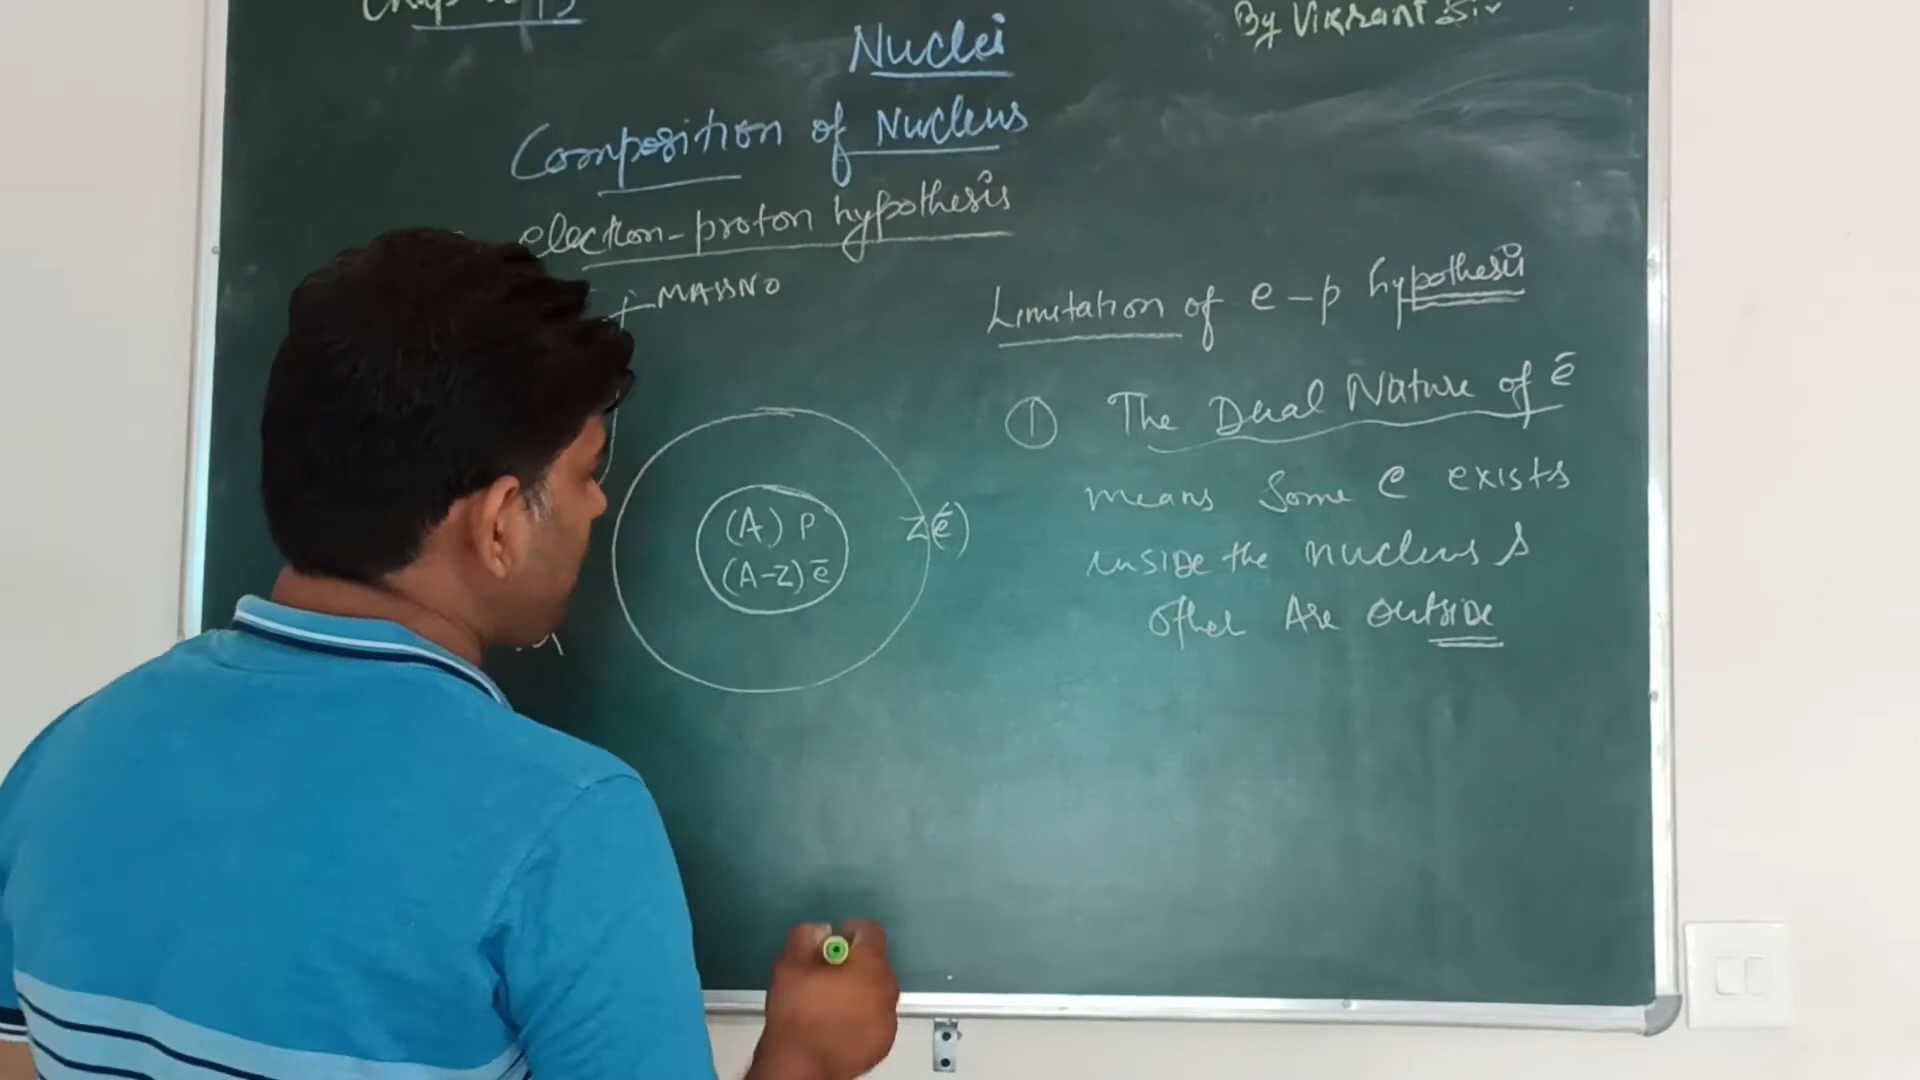 By Vikrant Sir
Nuclei
Composition of Nucleus
electron-proton hypothesis
MASSNO
Limitation of e-p hypothesis
(A) P
(A-Z) ē
Z(ē)
① The Dual Nature of ē
means Some e exists
inside the nucleus &
other Are outside